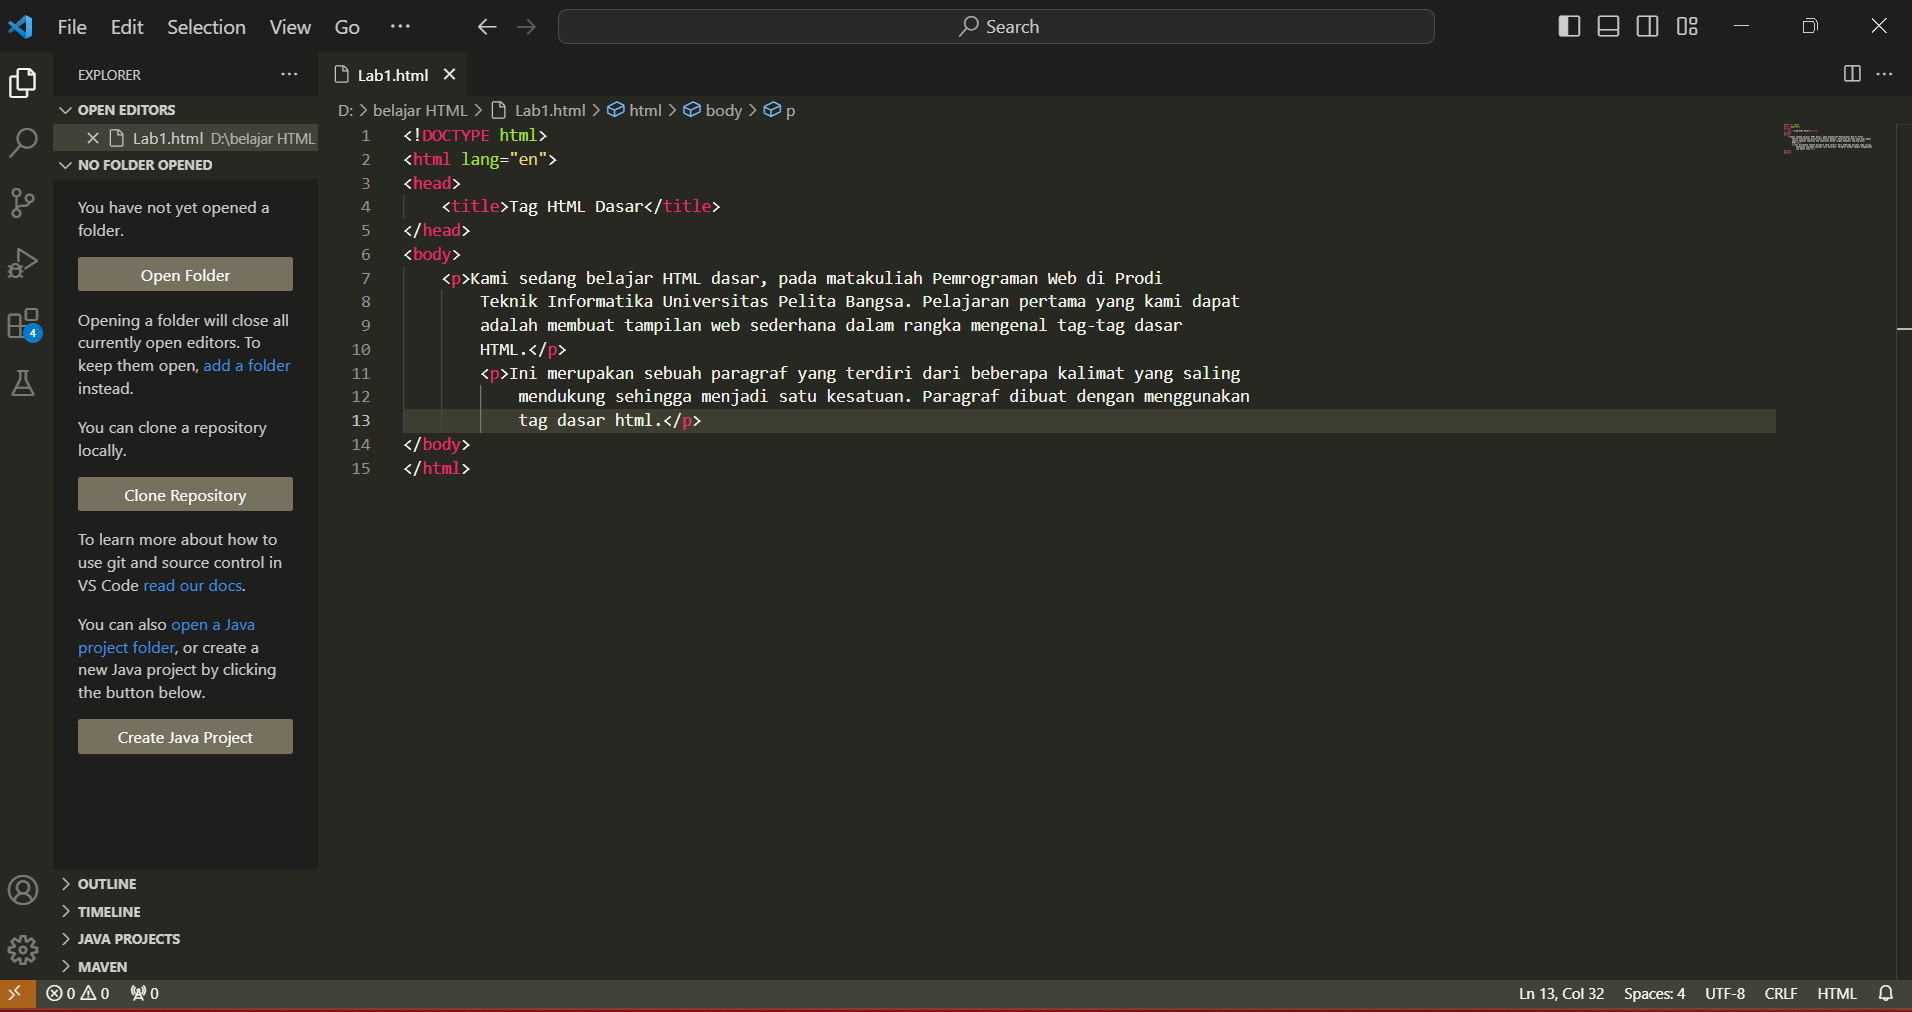 File Edit Selection View Go ···
Search
EXPLORER ···
Lab1.html
OPEN EDITORS
Lab1.html D:\belajar HTML
NO FOLDER OPENED
You have not yet opened a
folder.
Open Folder
Opening a folder will close all
currently open editors. To
keep them open, add a folder
instead.
You can clone a repository
locally.
Clone Repository
To learn more about how to
use git and source control in
VS Code read our docs.
You can also open a Java
project folder, or create a
new Java project by clicking
the button below.
Create Java Project
OUTLINE
TIMELINE
JAVA PROJECTS
MAVEN
4
D: > belajar HTML > Lab1.html > html > body > p
1 <!DOCTYPE html>
2 <html lang="en">
3 <head>
4 <title>Tag HtML Dasar</title>
5 </head>
6 <body>
7 <p>Kami sedang belajar HTML dasar, pada matakuliah Pemrograman Web di Prodi
8 Teknik Informatika Universitas Pelita Bangsa. Pelajaran pertama yang kami dapat
9 adalah membuat tampilan web sederhana dalam rangka mengenal tag-tag dasar
10 HTML.</p>
11 <p>Ini merupakan sebuah paragraf yang terdiri dari beberapa kalimat yang saling
12 mendukung sehingga menjadi satu kesatuan. Paragraf dibuat dengan menggunakan
13 tag dasar html.</p>
14 </body>
15 </html>
0 0 0
Ln 13, Col 32 Spaces: 4 UTF-8 CRLF HTML